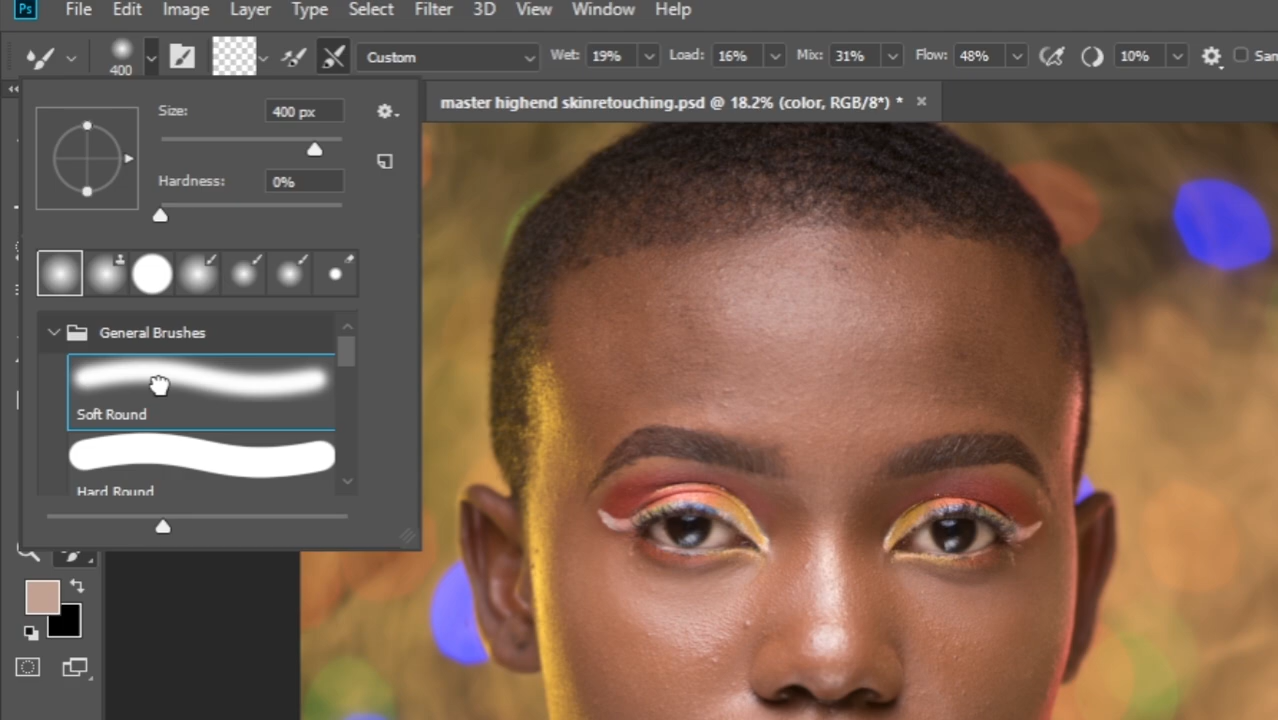 Ps File Edit Image Layer Type Select Filter 3D View Window Help
400 Custom Wet: 19% Load: 16% Mix: 31% Flow: 48% 10% Sam
master highend skinretouching.psd @ 18.2% (color, RGB/8*) *
Size: 400 px
Hardness: 0%
General Brushes
Soft Round
Hard Round